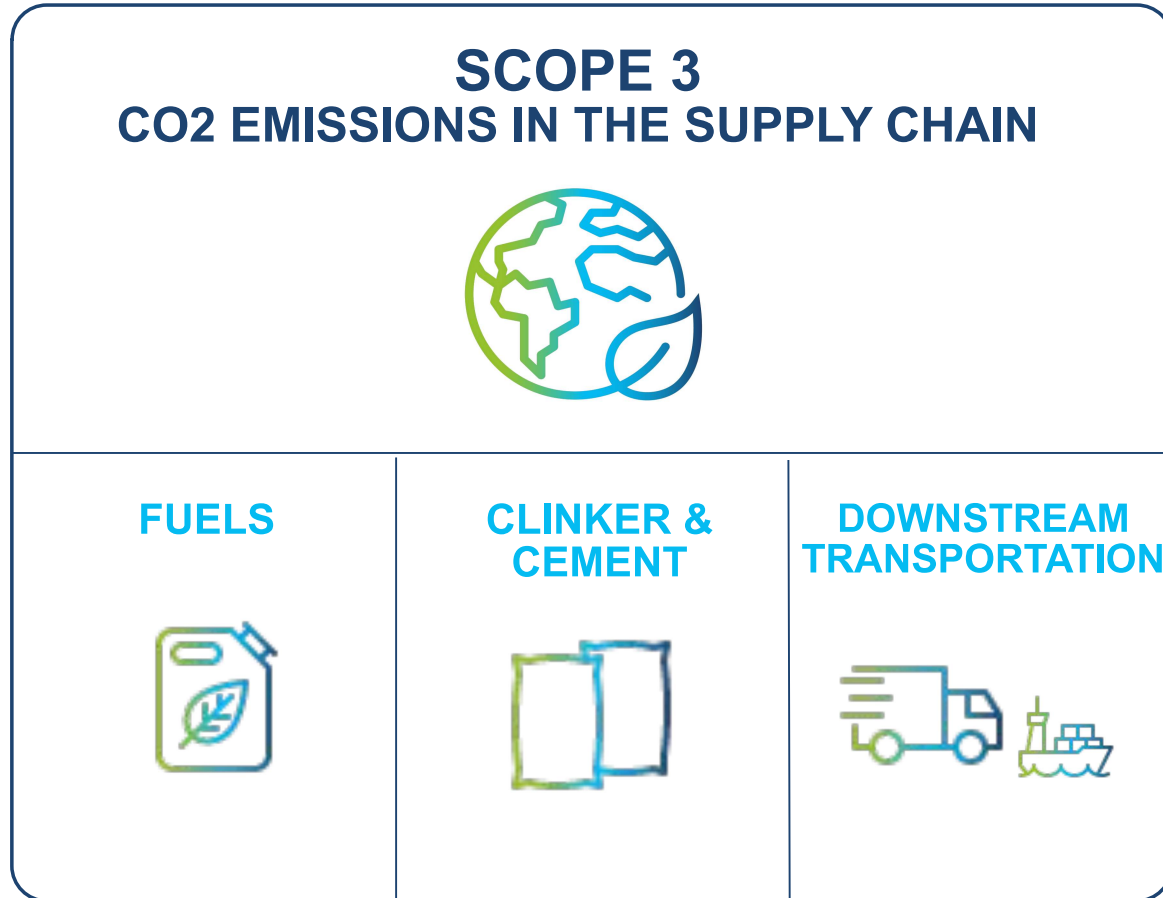 SCOPE 3
CO2 EMISSIONS IN THE SUPPLY CHAIN
FUELS
CLINKER &
CEMENT
DOWNSTREAM
TRANSPORTATION